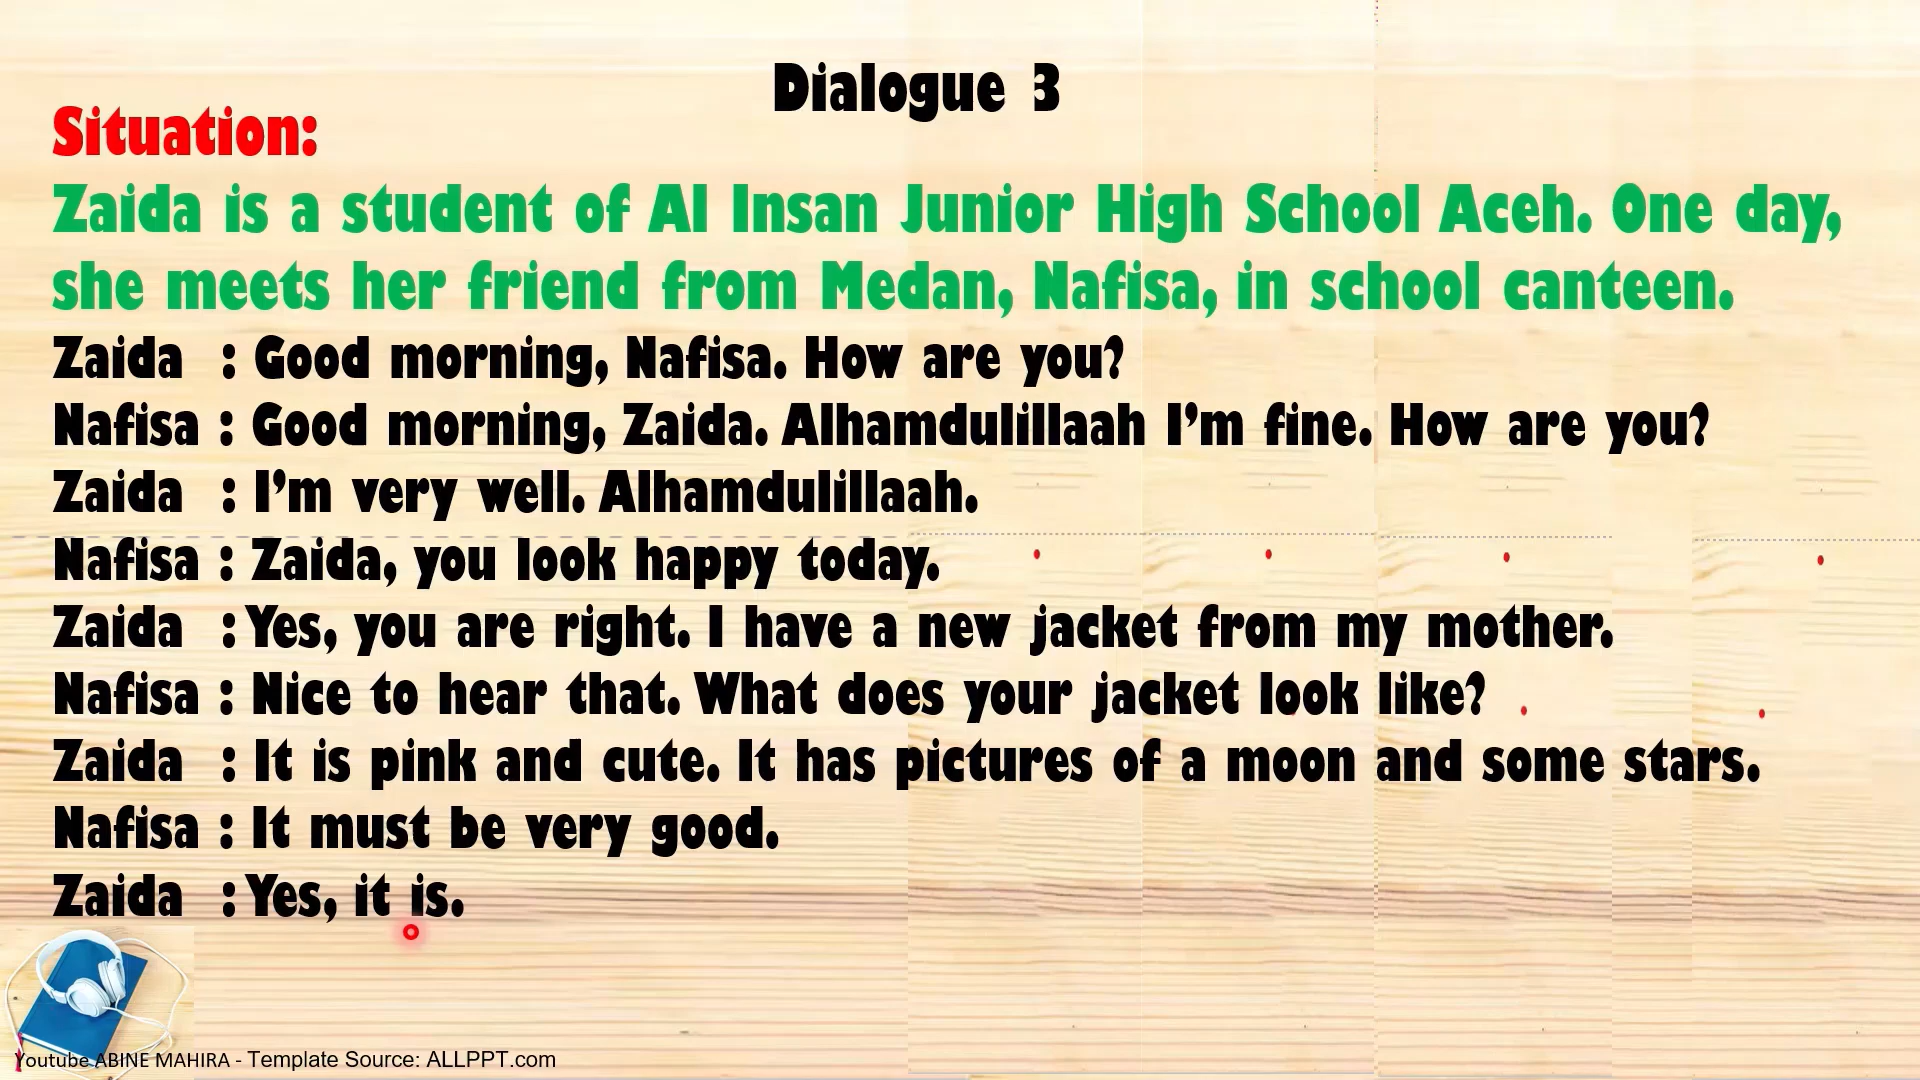 Dialogue 3
Situation:
Zaida is a student of Al Insan Junior High School Aceh. One day,
she meets her friend from Medan, Nafisa, in school canteen.
Zaida : Good morning, Nafisa. How are you?
Nafisa : Good morning, Zaida. Alhamdulillaah I'm fine. How are you?
Zaida : I'm very well. Alhamdulillaah.
Nafisa : Zaida, you look happy today.
Zaida : Yes, you are right. I have a new jacket from my mother.
Nafisa : Nice to hear that. What does your jacket look like?
Zaida : It is pink and cute. It has pictures of a moon and some stars.
Nafisa : It must be very good.
Zaida : Yes, it is.
Youtube ABINE MAHIRA - Template Source: ALLPPT.com